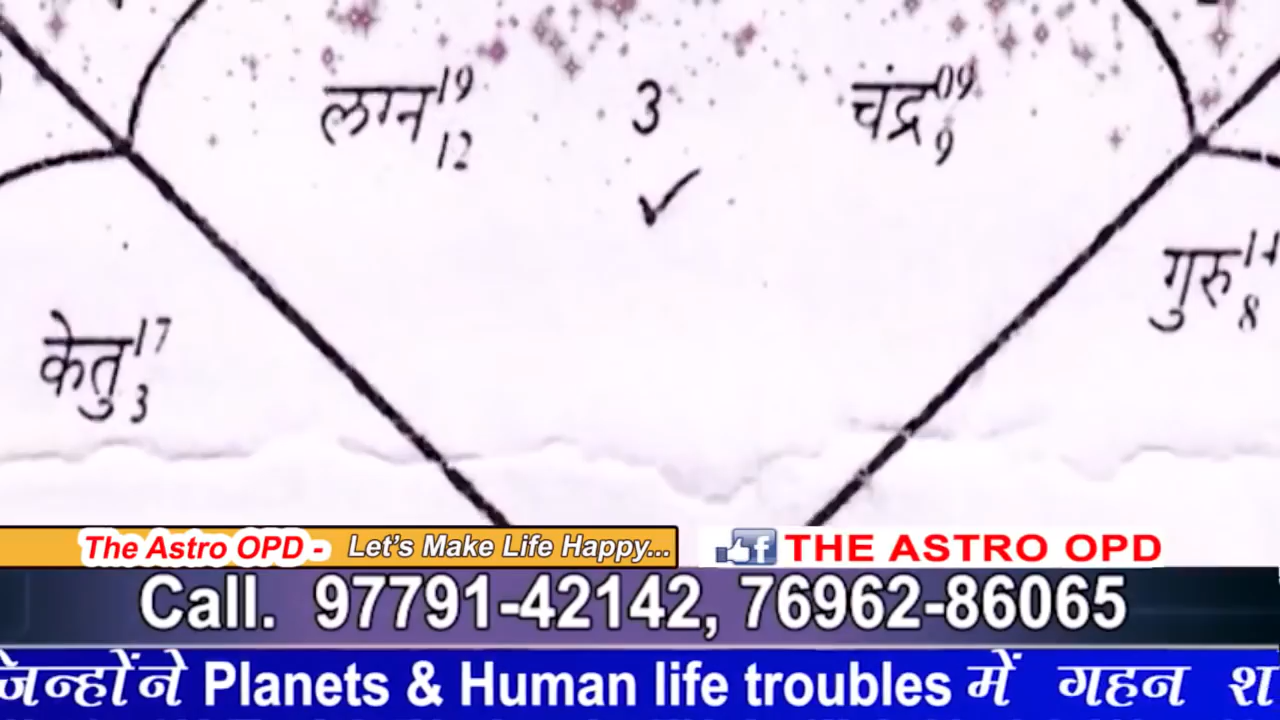 लग्न 19 12 3 चंद्र 09 9
✓
गुरु 8
केतु 17 3
The Astro OPD - Let's Make Life Happy... THE ASTRO OPD
Call. 97791-42142, 76962-86065
जिन्होंने Planets & Human life troubles में गहन